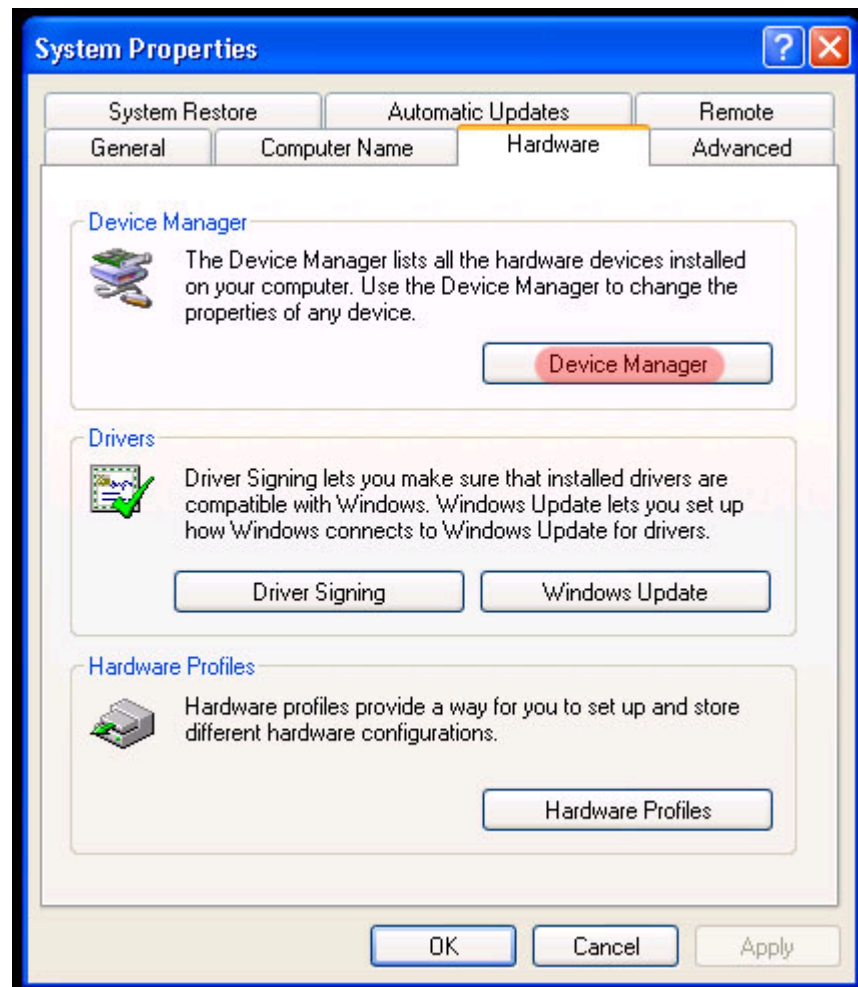 System Properties
System Restore Automatic Updates Remote
General Computer Name Hardware Advanced
Device Manager
The Device Manager lists all the hardware devices installed
on your computer. Use the Device Manager to change the
properties of any device.
Device Manager
Drivers
Driver Signing lets you make sure that installed drivers are
compatible with Windows. Windows Update lets you set up
how Windows connects to Windows Update for drivers.
Driver Signing Windows Update
Hardware Profiles
Hardware profiles provide a way for you to set up and store
different hardware configurations.
Hardware Profiles
OK Cancel Apply